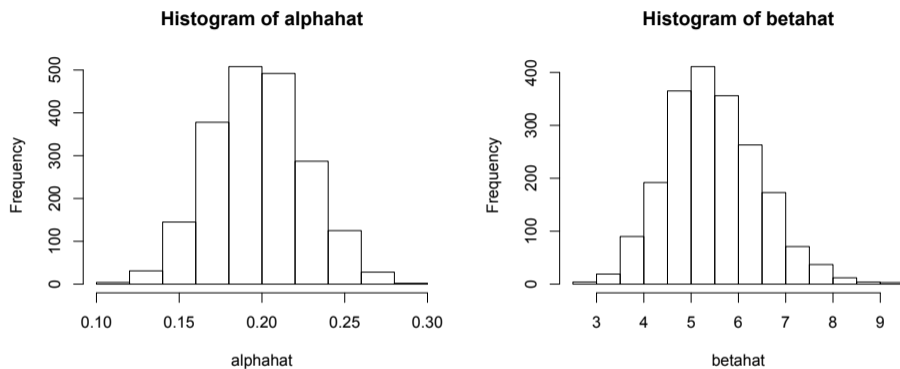 Histogram of alphahat
Frequency
0 100 200 300 400 500
0.10 0.15 0.20 0.25 0.30
alphahat
Histogram of betahat
Frequency
0 100 200 300 400
3 4 5 6 7 8 9
betahat